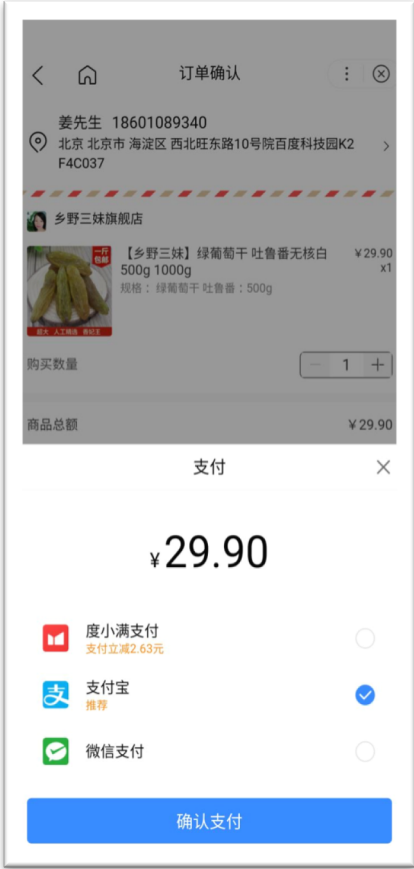 订单确认
姜先生 18601089340
北京 北京市 海淀区 西北旺东路10号院百度科技园K2
F4C037
乡野三妹旗舰店
一斤
包邮
【乡野三妹】绿葡萄干 吐鲁番无核白
500g 1000g
¥29.90
x1
规格：绿葡萄干 吐鲁番：500g
购买数量
1
商品总额
¥29.90
支付
¥29.90
度小满支付
支付立减2.63元
支付宝
推荐
微信支付
确认支付